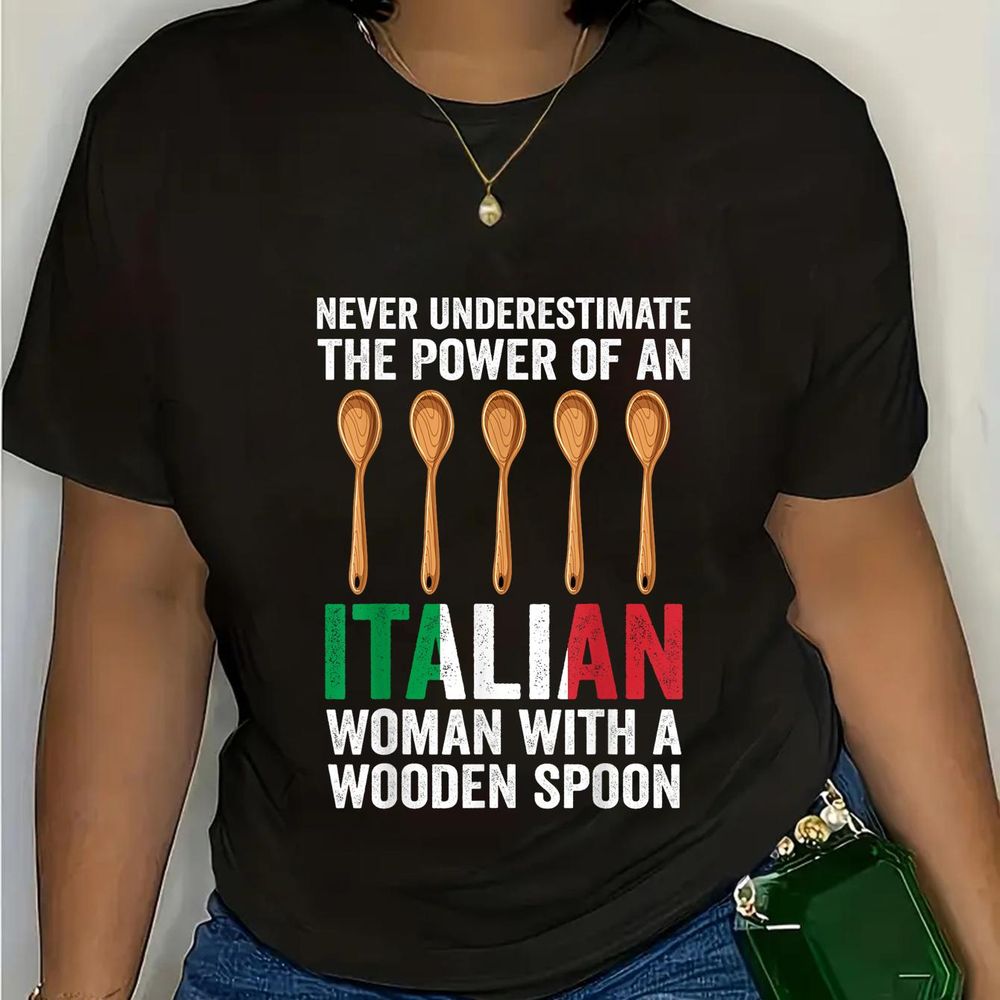 NEVER UNDERESTIMATE
THE POWER OF AN
ITALIAN
WOMAN WITH A
WOODEN SPOON